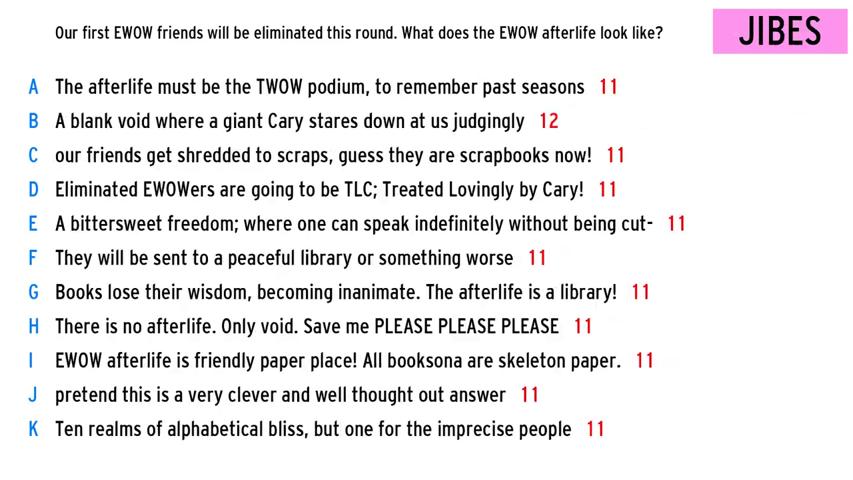 Our first EWOW friends will be eliminated this round. What does the EWOW afterlife look like?
JIBES
A The afterlife must be the TWOW podium, to remember past seasons 11
B A blank void where a giant Cary stares down at us judgingly 12
C our friends get shredded to scraps, guess they are scrapbooks now! 11
D Eliminated EWOWers are going to be TLC; Treated Lovingly by Cary! 11
E A bittersweet freedom; where one can speak indefinitely without being cut- 11
F They will be sent to a peaceful library or something worse 11
G Books lose their wisdom, becoming inanimate. The afterlife is a library! 11
H There is no afterlife. Only void. Save me PLEASE PLEASE PLEASE 11
I EWOW afterlife is friendly paper place! All booksona are skeleton paper. 11
J pretend this is a very clever and well thought out answer 11
K Ten realms of alphabetical bliss, but one for the imprecise people 11